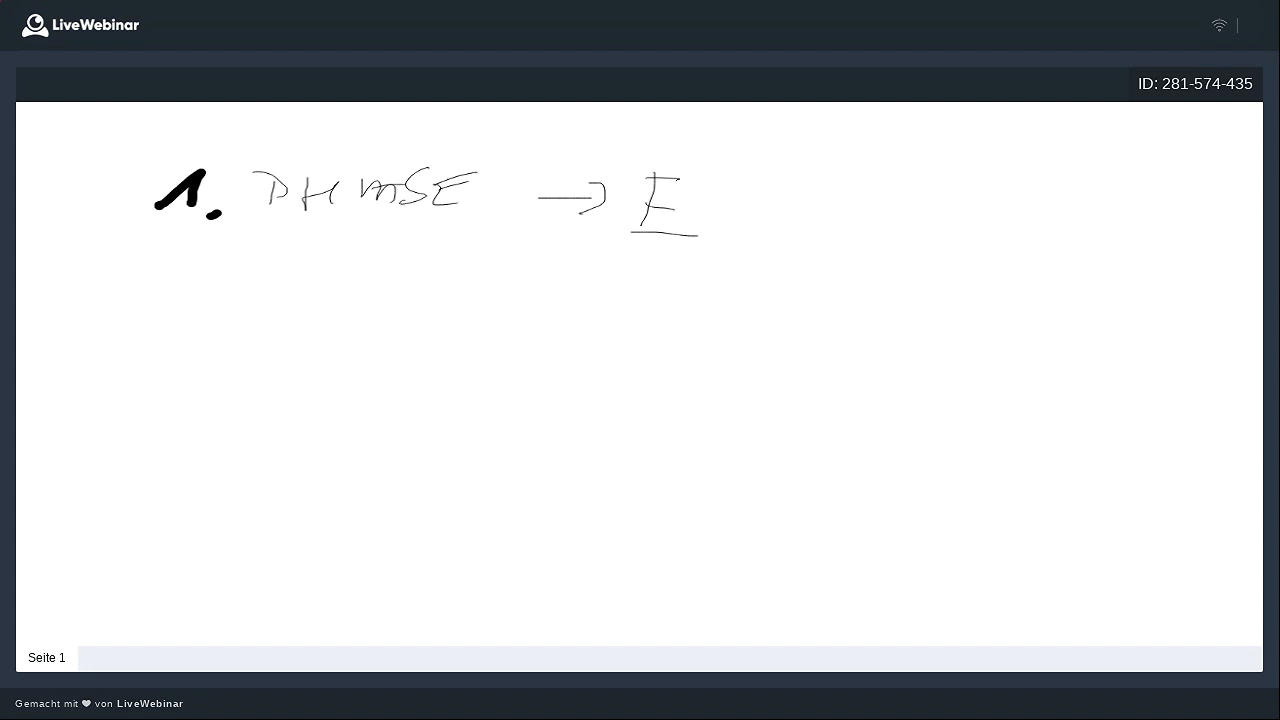 LiveWebinar
ID: 281-574-435
1. PHASE → E
Seite 1
Gemacht mit ❤ von LiveWebinar